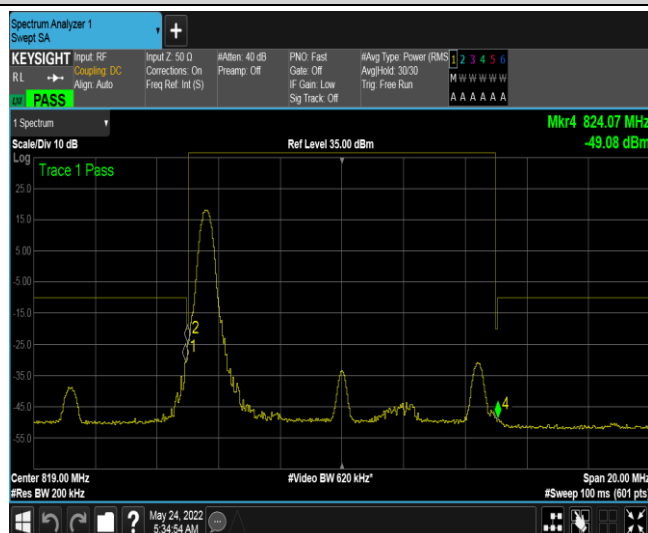 Spectrum Analyzer 1
Swept SA
+
KEYSIGHT
RL
LXI
PASS
Input: RF
Coupling: DC
Align: Auto
Input Z: 50 Ω
Corrections: On
Freq Ref: Int (S)
#Atten: 40 dB
Preamp: Off
PNO: Fast
Gate: Off
IF Gain: Low
Sig Track: Off
#Avg Type: Power (RMS
Avg|Hold: 30/30
Trig: Free Run
1 2 3 4 5 6
M W W W W W
A A A A A A
1 Spectrum
Mkr4 824.07 MHz
Scale/Div 10 dB
Ref Level 35.00 dBm
-49.08 dBm
Log
Trace 1 Pass
25.0
15.0
5.00
-5.00
-15.0
-25.0
-35.0
-45.0
-55.0
2
1
4
Center 819.00 MHz
#Video BW 620 kHz*
Span 20.00 MHz
#Res BW 200 kHz
#Sweep 100 ms (601 pts)
?
May 24, 2022
5:34:54 AM